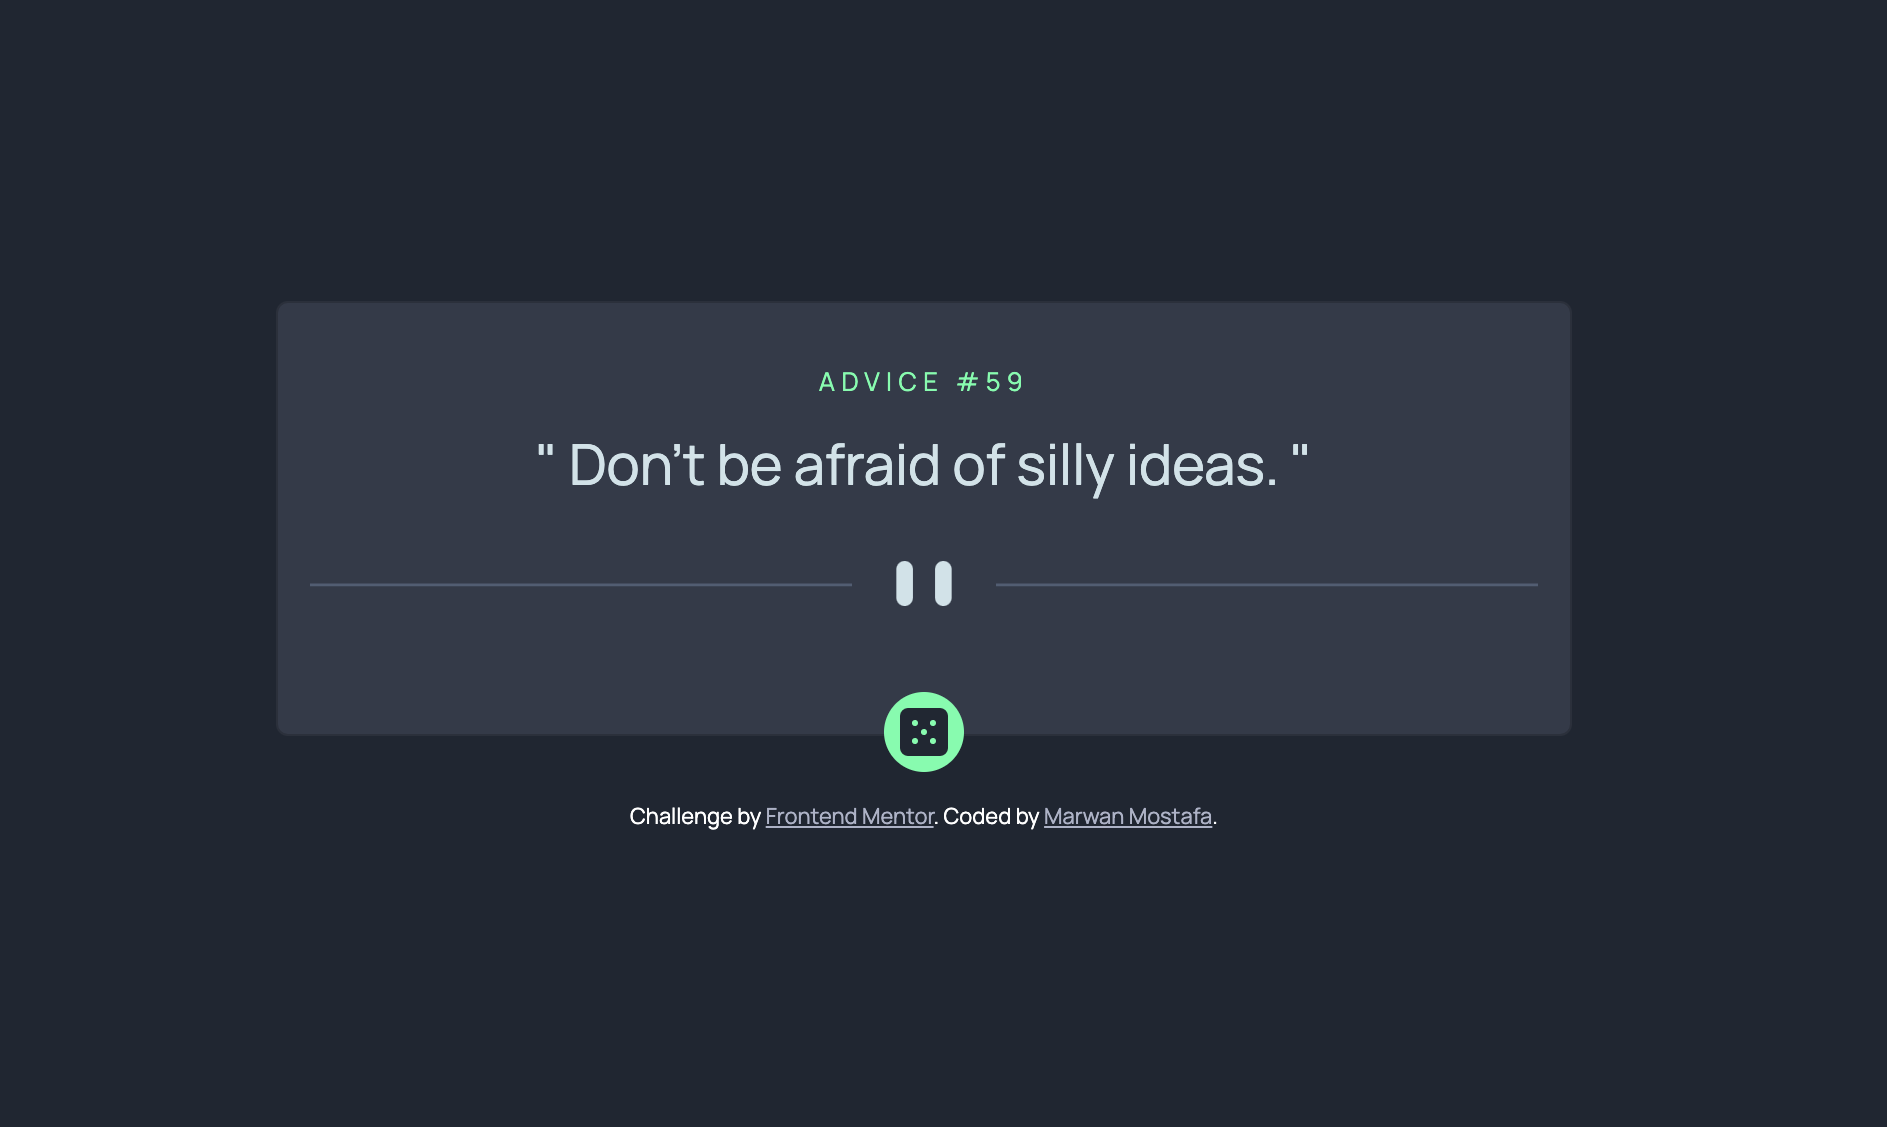 ADVICE #59
" Don’t be afraid of silly ideas. "
Challenge by Frontend Mentor. Coded by Marwan Mostafa.